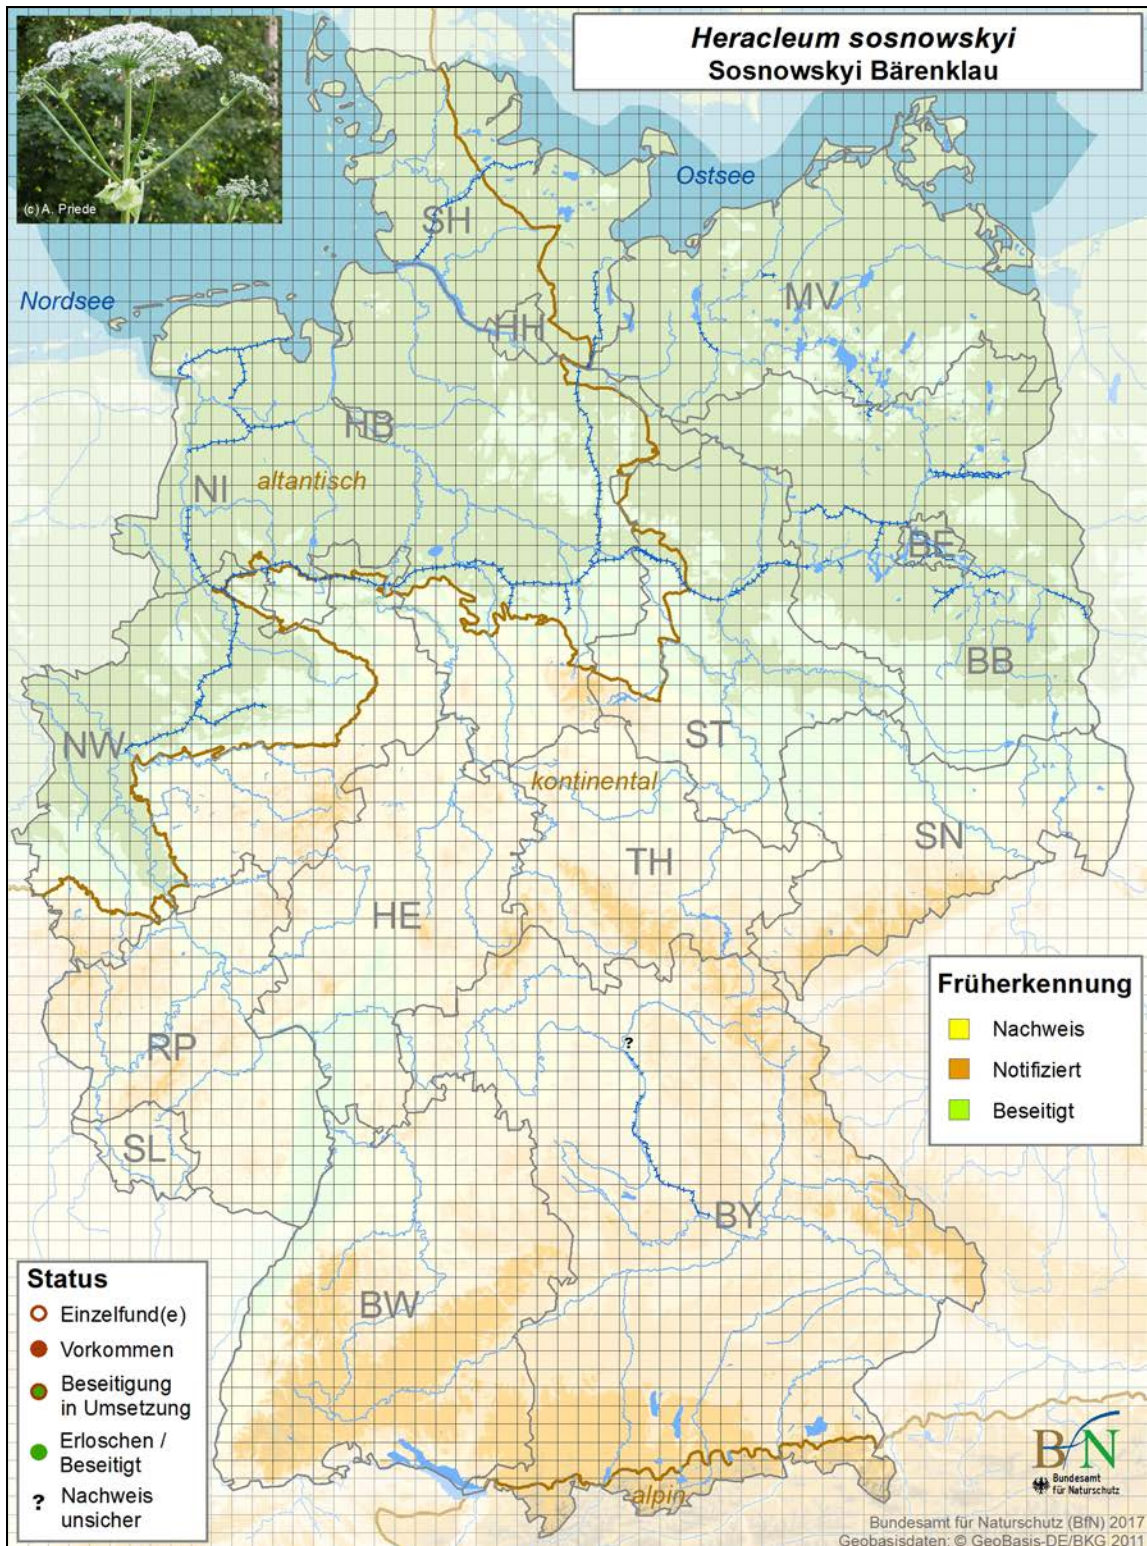 Heracleum sosnowskyi
Sosnowskyi Bärenklau
(c) A. Priede
Ostsee
SH
Nordsee
MV
HH
HB
NI
altantisch
BE
BB
NW
ST
kontinental
SN
TH
HE
Früherkennung
Nachweis
Notifiziert
Beseitigt
RP
?
SL
BY
Status
Einzelfund(e)
Vorkommen
Beseitigung
in Umsetzung
Erloschen /
Beseitigt
? Nachweis
unsicher
BW
alpin
BfN
Bundesamt
für Naturschutz
Bundesamt für Naturschutz (BfN) 2017
Geobasisdaten: © GeoBasis-DE/BKG 2011